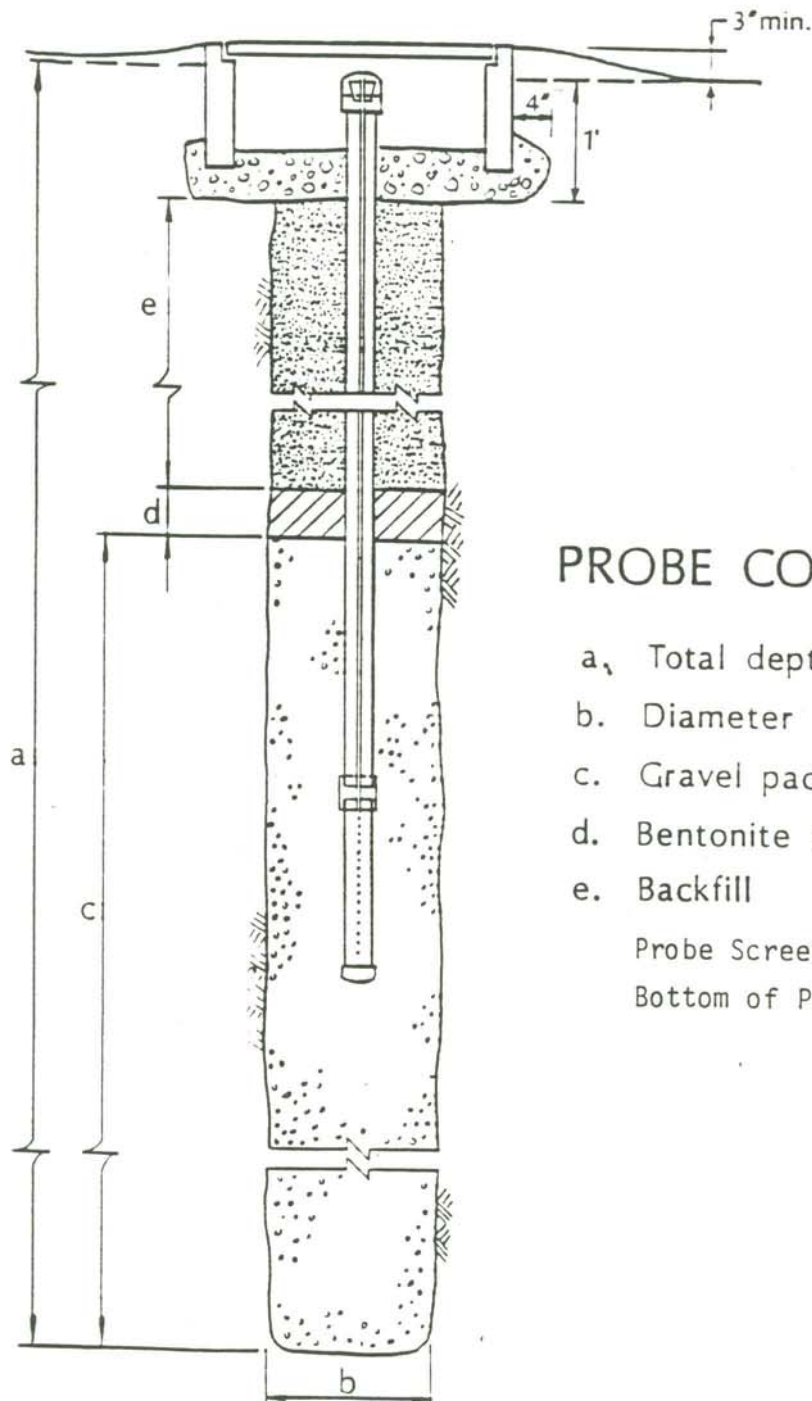 3"min.
4"
1'
e
d
a
c
b
PROBE CO
a. Total dept
b. Diameter
c. Gravel pac
d. Bentonite
e. Backfill
Probe Scree
Bottom of P